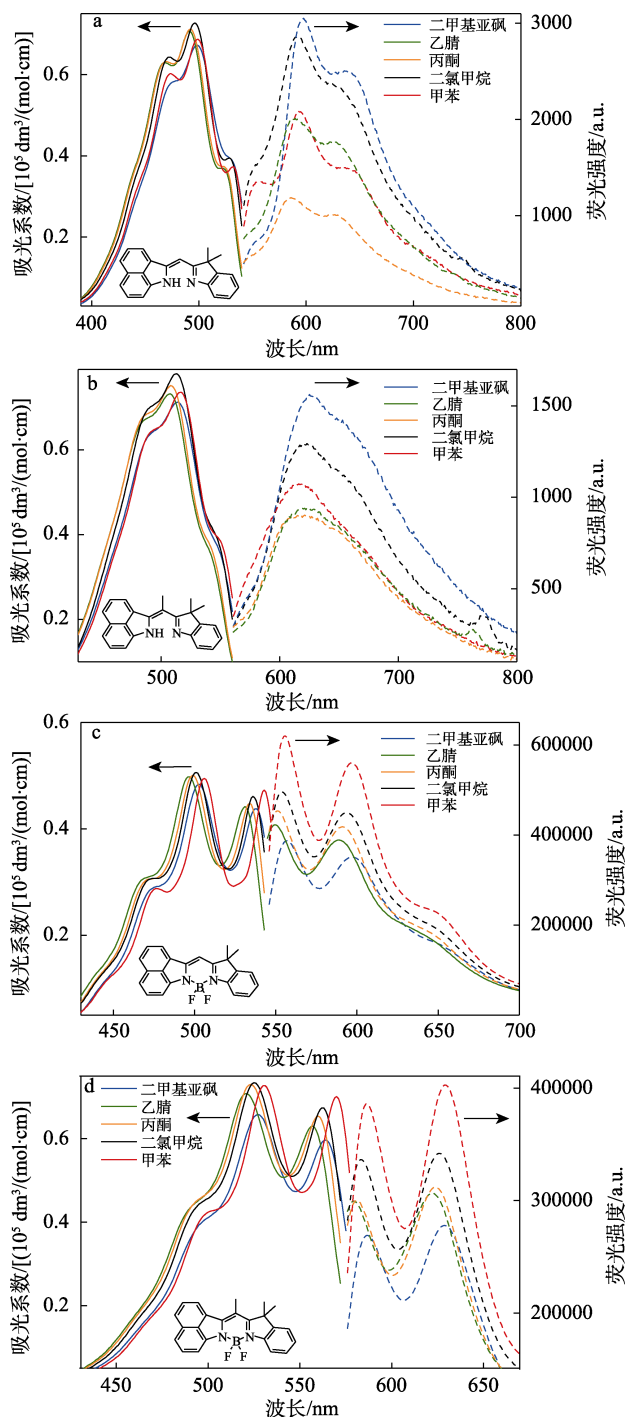 a
二甲基亚砜
乙腈
丙酮
二氯甲烷
甲苯
0.6
0.4
0.2
3000
2000
1000
吸光系数/[10⁵ dm³/(mol·cm)]
荧光强度/a.u.
NH N
400 500 600 700 800
波长/nm
b
二甲基亚砜
乙腈
丙酮
二氯甲烷
甲苯
0.6
0.4
0.2
1500
1000
500
吸光系数/[10⁵ dm³/(mol·cm)]
荧光强度/a.u.
NH N
500 600 700 800
波长/nm
c
二甲基亚砜
乙腈
丙酮
二氯甲烷
甲苯
0.6
0.4
0.2
600000
400000
200000
吸光系数/[10⁵ dm³/(mol·cm)]
荧光强度/a.u.
N B N
F F
450 500 550 600 650 700
波长/nm
d
二甲基亚砜
乙腈
丙酮
二氯甲烷
甲苯
0.6
0.4
0.2
400000
300000
200000
吸光系数/[(10⁵ dm³/(mol·cm)]
荧光强度/a.u.
N B N
F F
450 500 550 600 650
波长/nm